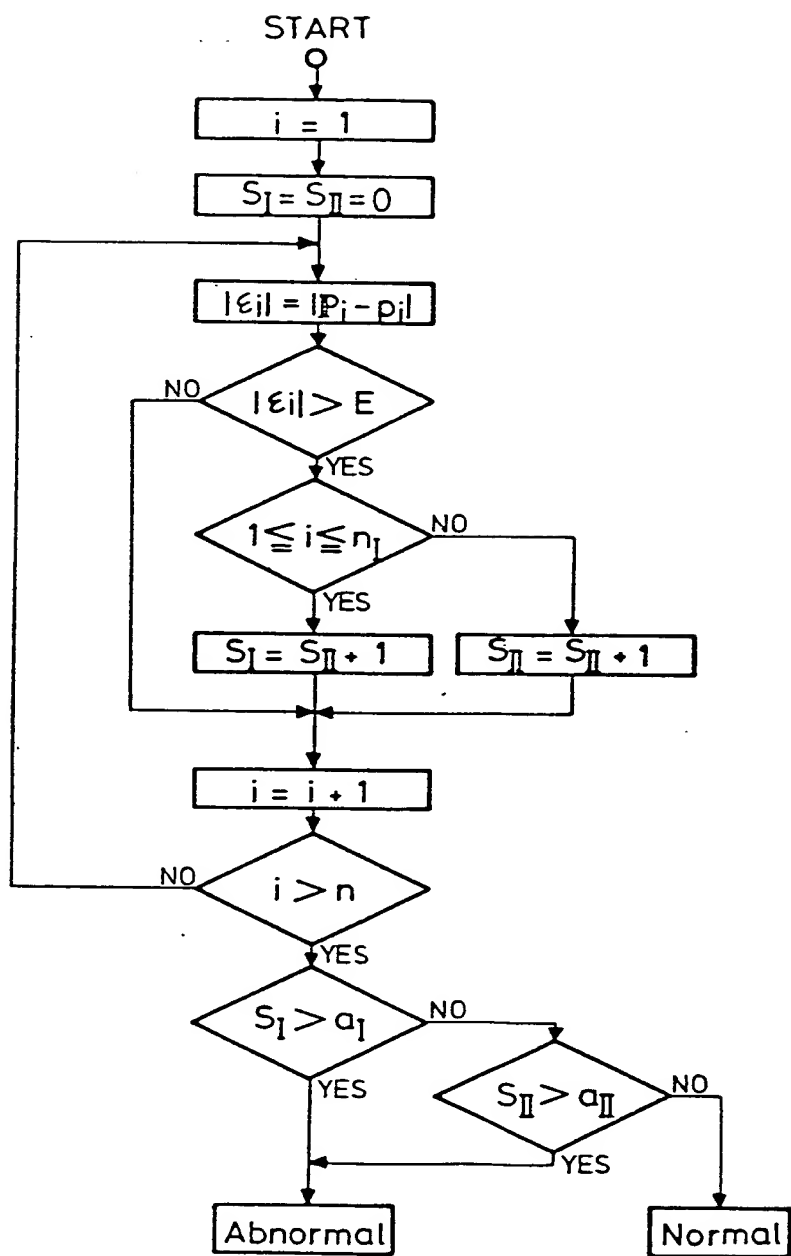 START
i = 1
S_I = S_II = 0
|εi| = |ℙi - pi|
|εi| > E
NO
YES
1 ≦ i ≦ n_I
NO
YES
S_I = S_II + 1
S_II = S_II + 1
i = i + 1
i > n
NO
YES
S_I > a_I
NO
YES
S_II > a_II
NO
YES
Abnormal
Normal